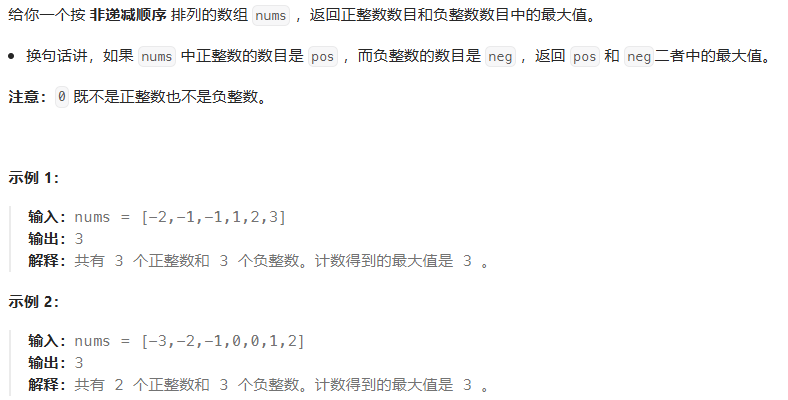 给你一个按 非递减顺序 排列的数组 nums ，返回正整数数目和负整数数目中的最大值。
• 换句话讲，如果 nums 中正整数的数目是 pos ，而负整数的数目是 neg ，返回 pos 和 neg二者中的最大值。
注意：0 既不是正整数也不是负整数。
示例 1：
输入：nums = [-2,-1,-1,1,2,3]
输出：3
解释：共有 3 个正整数和 3 个负整数。计数得到的最大值是 3 。
示例 2：
输入：nums = [-3,-2,-1,0,0,1,2]
输出：3
解释：共有 2 个正整数和 3 个负整数。计数得到的最大值是 3 。